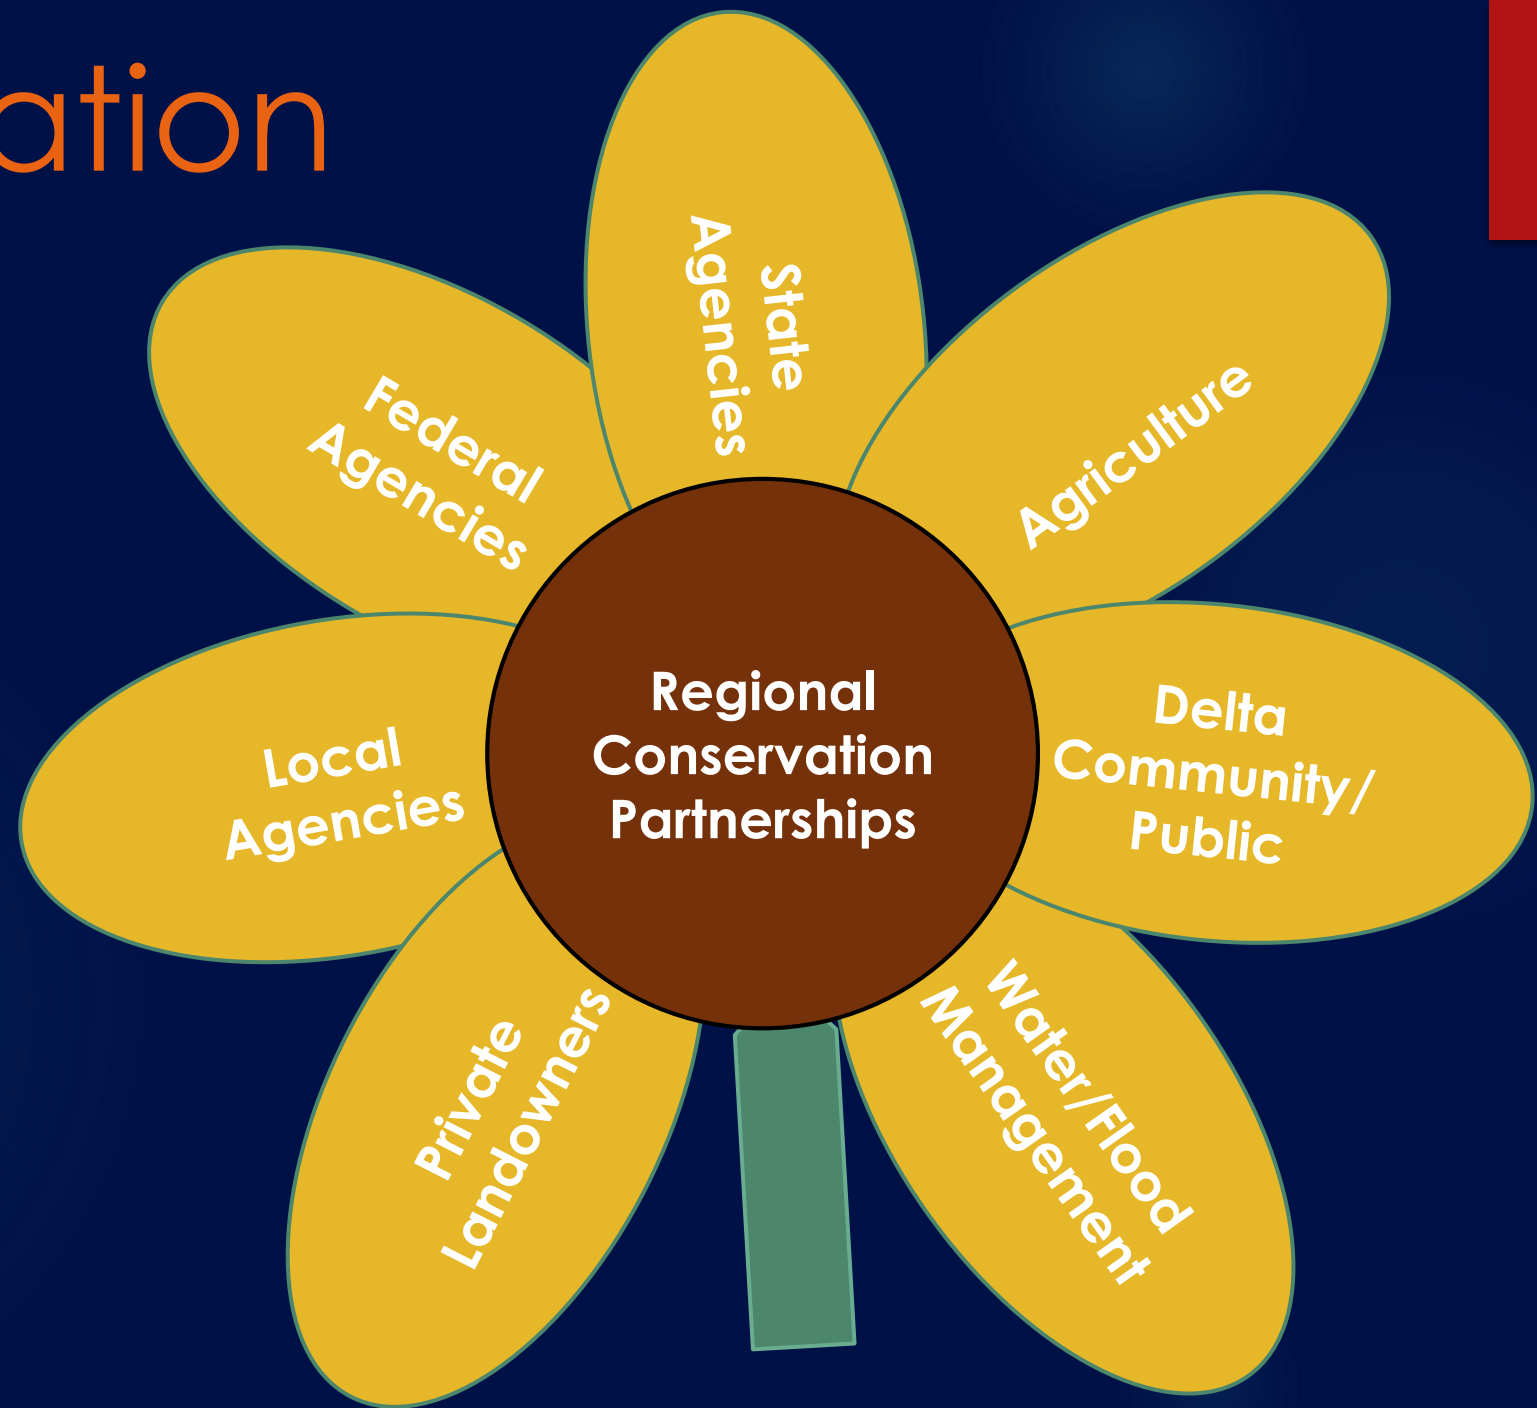 ation
State
Agencies
Agriculture
Federal
Agencies
Regional
Conservation
Partnerships
Delta
Community/
Public
Local
Agencies
Water/Flood
Management
Private
Landowners